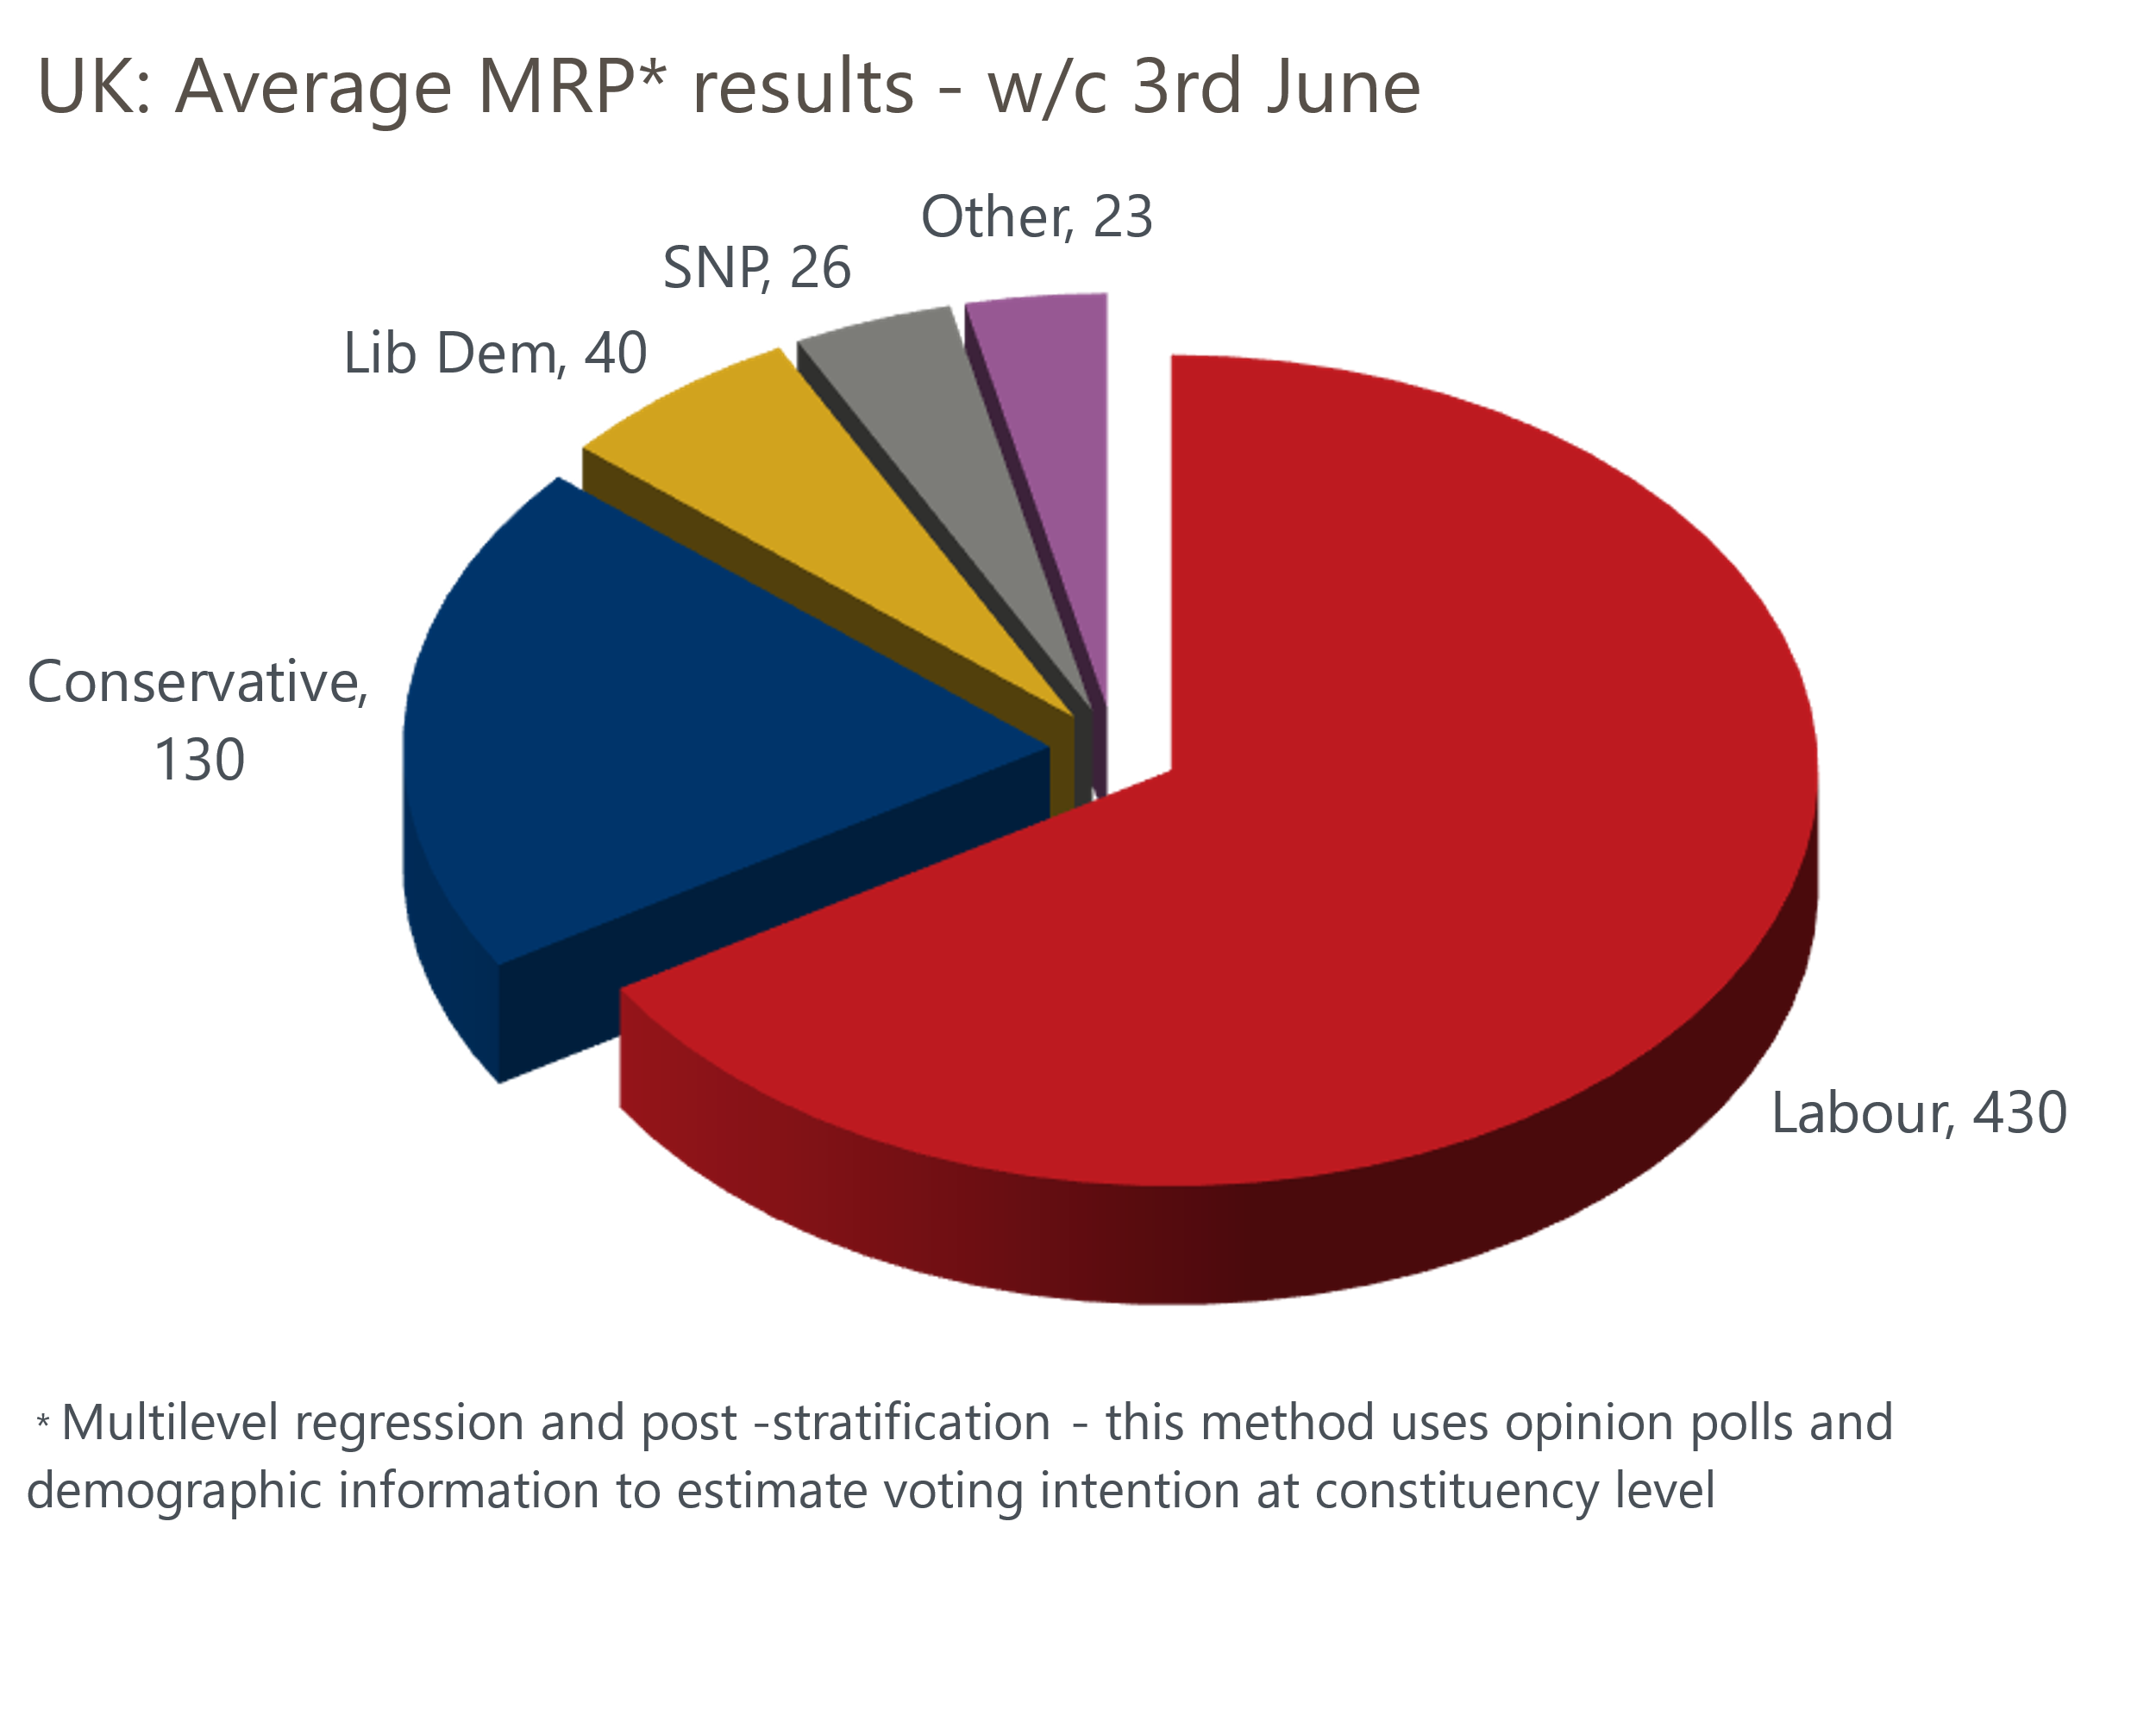 UK: Average MRP* results - w/c 3rd June
Other, 23
SNP, 26
Lib Dem, 40
Conservative,
130
Labour, 430
* Multilevel regression and post -stratification - this method uses opinion polls and
demographic information to estimate voting intention at constituency level